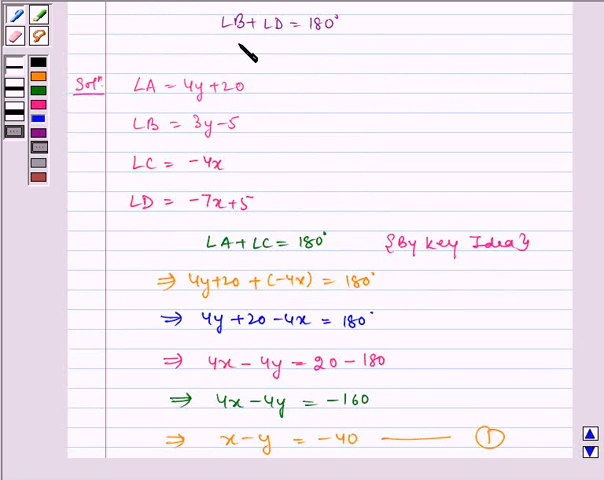 ∠B + ∠D = 180°
Solⁿ. ∠A = 4y + 20
∠B = 3y - 5
∠C = -4x
∠D = -7x + 5
∠A + ∠C = 180° {By key Idea}
⇒ 4y + 20 + (-4x) = 180°
⇒ 4y + 20 - 4x = 180°
⇒ 4x - 4y = 20 - 180
⇒ 4x - 4y = -160
⇒ x - y = -40 —— ①